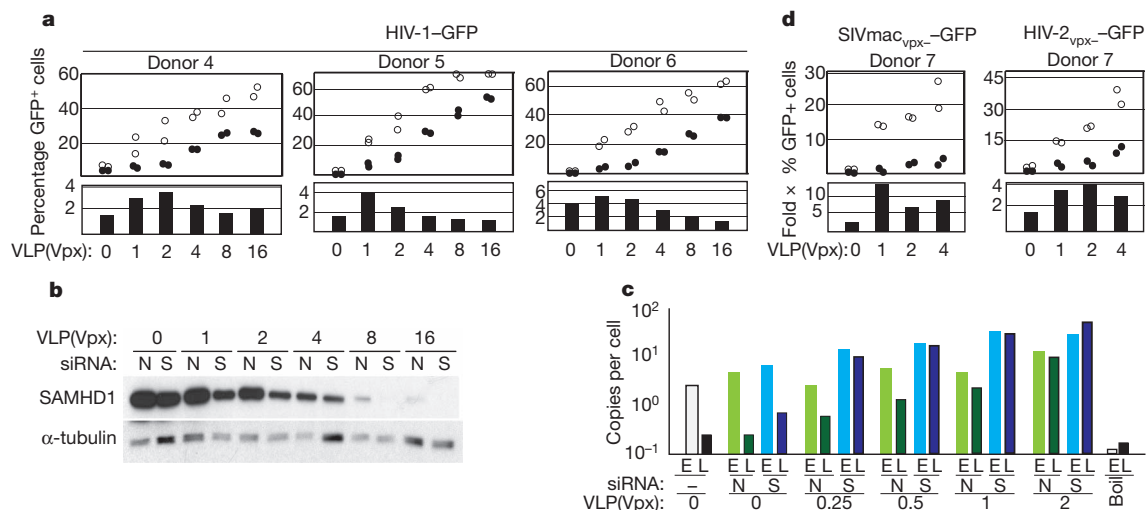 a
HIV-1–GFP
Donor 4 Donor 5 Donor 6
Percentage GFP+ cells
60 60 60
40 40 40
20 20 20
4 4 6
2 2 4
2
VLP(Vpx): 0 1 2 4 8 16 0 1 2 4 8 16 0 1 2 4 8 16
d
SIVmacvpx–-GFP HIV-2vpx–-GFP
Donor 7 Donor 7
Fold × % GFP+ cells
30 45
20 30
10 15
10 4
5 2
VLP(Vpx): 0 1 2 4 0 1 2 4
b
VLP(Vpx): 0 1 2 4 8 16
siRNA: N S N S N S N S N S N S
SAMHD1
α-tubulin
c
Copies per cell
10²
10¹
10⁰
10⁻¹
E L E L E L E L E L E L E L E L E L E L E L E L
siRNA: – N S N S N S N S N S Boil
VLP(Vpx): 0 0 0.25 0.5 1 2